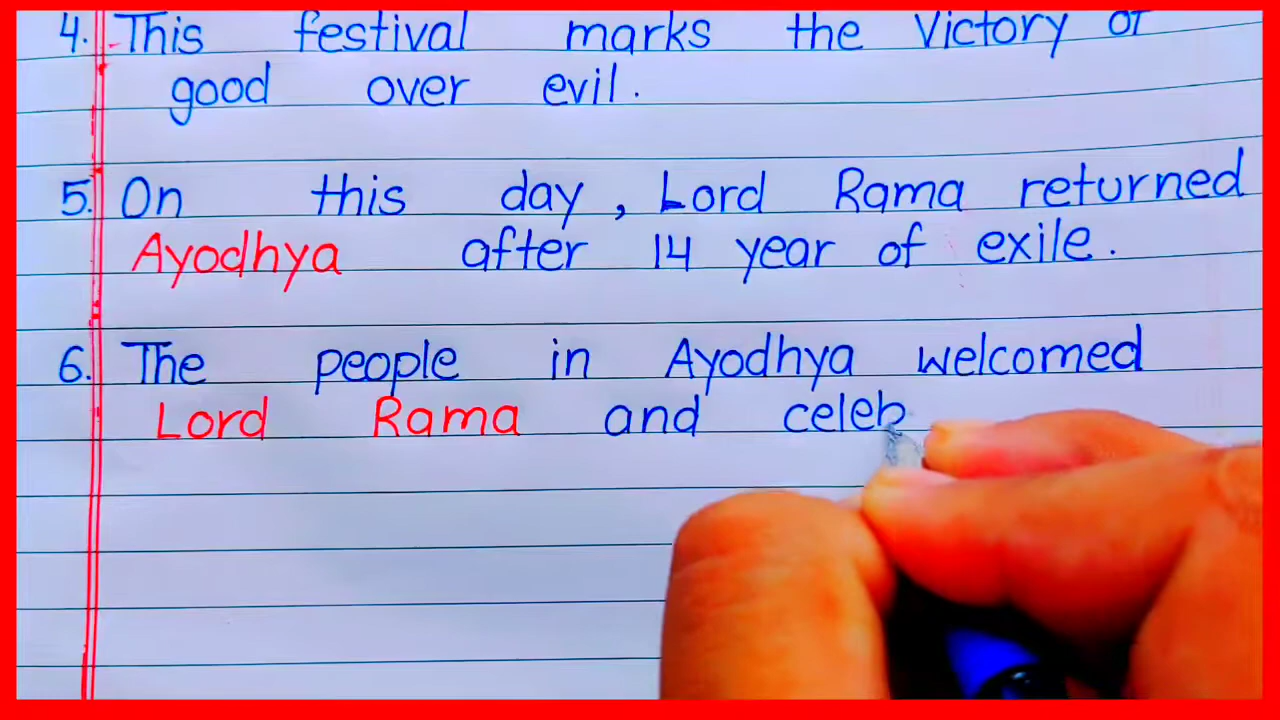 4. This festival marks the Victory of
good over evil.
5. On this day, Lord Rama returned
Ayodhya after 14 year of exile.
6. The people in Ayodhya welcomed
Lord Rama and celeb